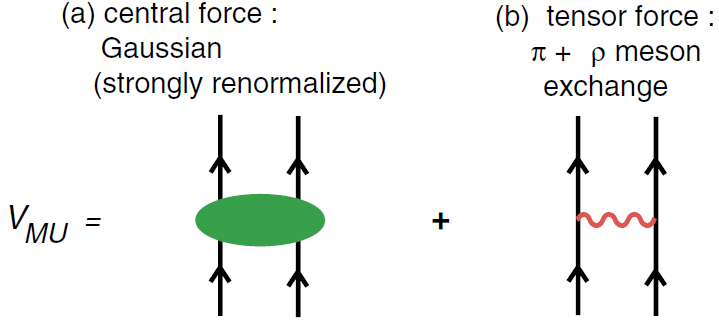 (a) central force :
Gaussian
(strongly renormalized)
(b) tensor force :
π + ρ meson
exchange
V_MU = +